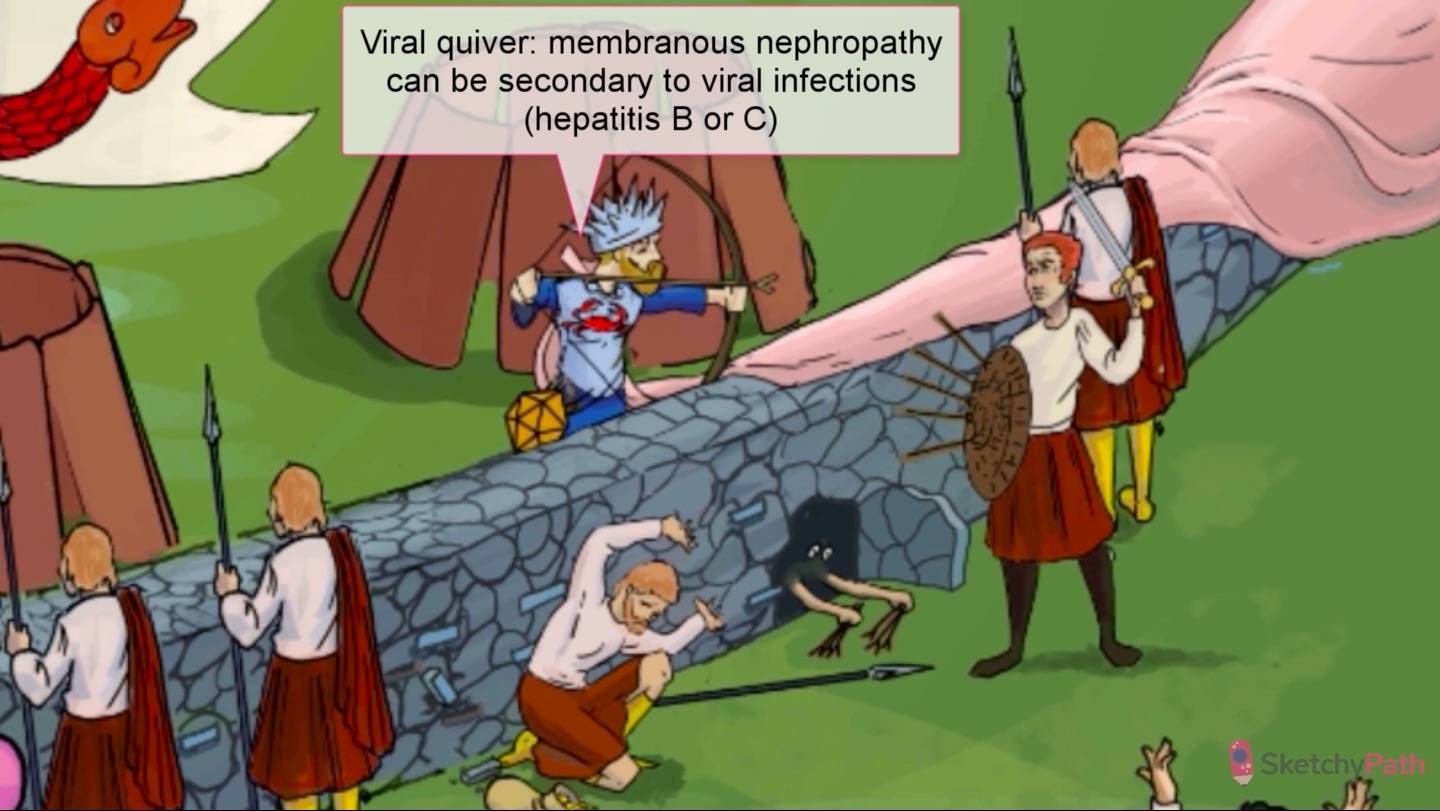 Viral quiver: membranous nephropathy
can be secondary to viral infections
(hepatitis B or C)
SketchyPath